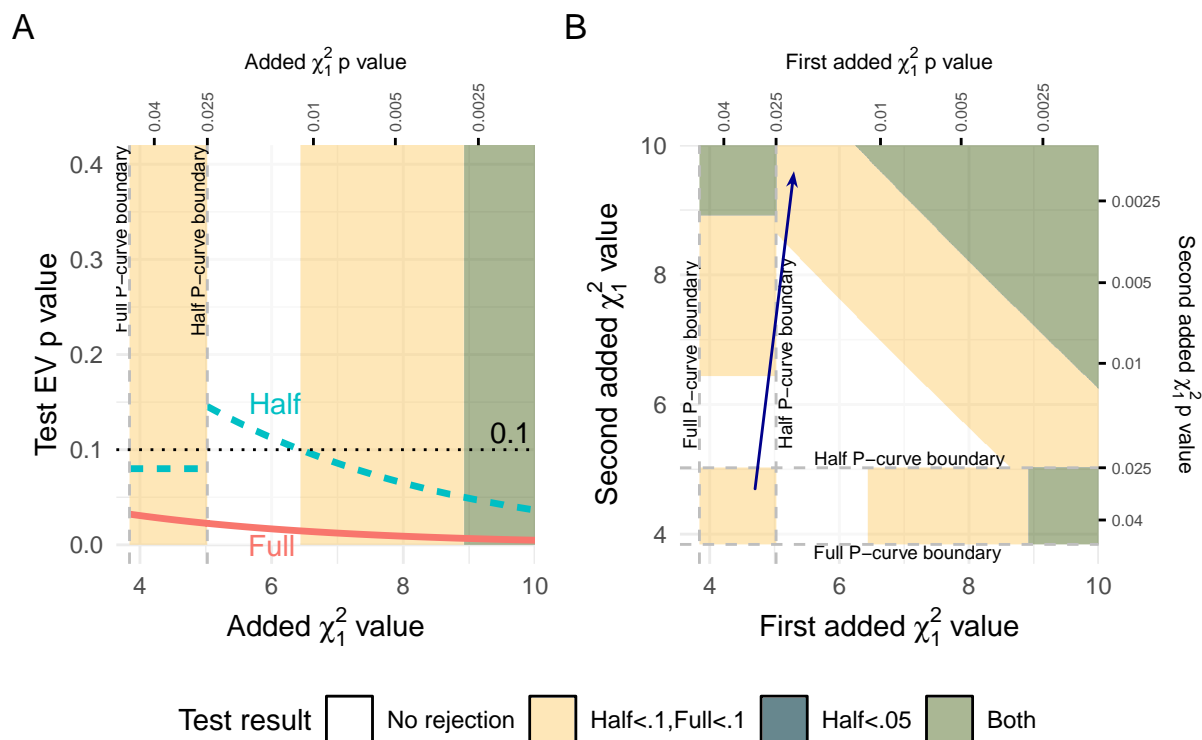 A
Added χ₁² p value
0.04
0.025
0.01
0.005
0.0025
0.4
0.3
0.2
0.1
0.0
Test EV p value
Full P−curve boundary
Half P−curve boundary
Half
0.1
Full
4
6
8
10
Added χ₁² value
B
First added χ₁² p value
0.04
0.025
0.01
0.005
0.0025
10
8
6
4
Second added χ₁² value
Full P−curve boundary
Half P−curve boundary
Half P−curve boundary
Full P−curve boundary
0.0025
0.005
0.01
0.025
0.04
Second added χ₁² p value
4
6
8
10
First added χ₁² value
Test result
No rejection
Half<.1,Full<.1
Half<.05
Both